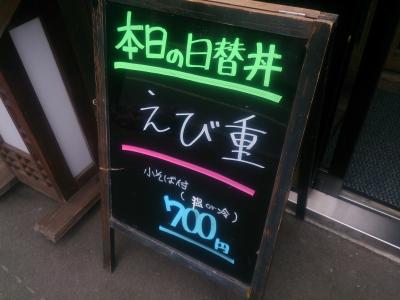 本日の日替丼
えび重
小そば付
(温or冷)
700円